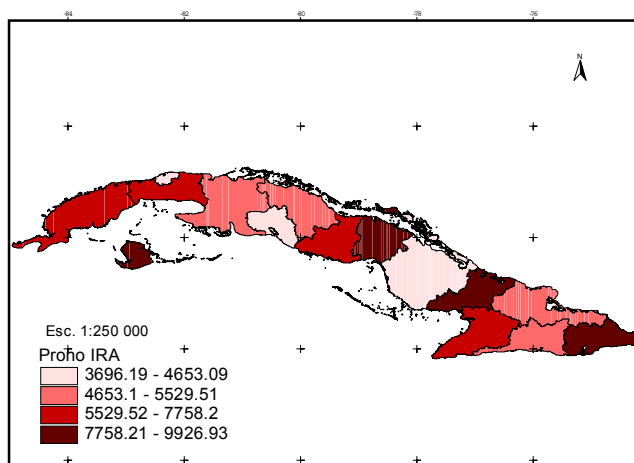 -84 -82 -80 -78 -76
N
Esc. 1:250 000
Prono IRA
3696.19 - 4653.09
4653.1 - 5529.51
5529.52 - 7758.2
7758.21 - 9926.93